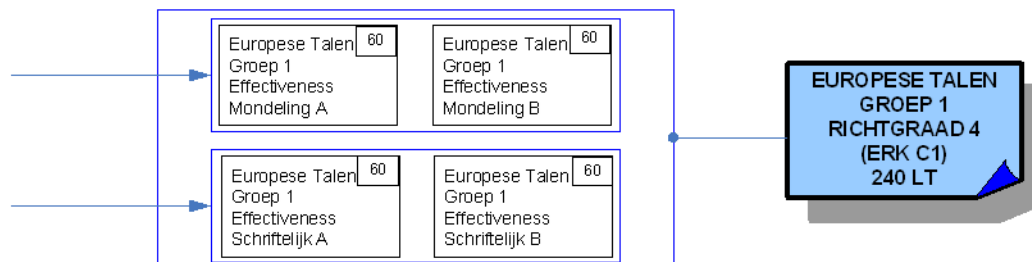 Europese Talen 60
Groep 1
Effectiveness
Mondeling A
Europese Talen 60
Groep 1
Effectiveness
Mondeling B
Europese Talen 60
Groep 1
Effectiveness
Schriftelijk A
Europese Talen 60
Groep 1
Effectiveness
Schriftelijk B
EUROPESE TALEN
GROEP 1
RICHTGRAAD 4
(ERK C1)
240 LT